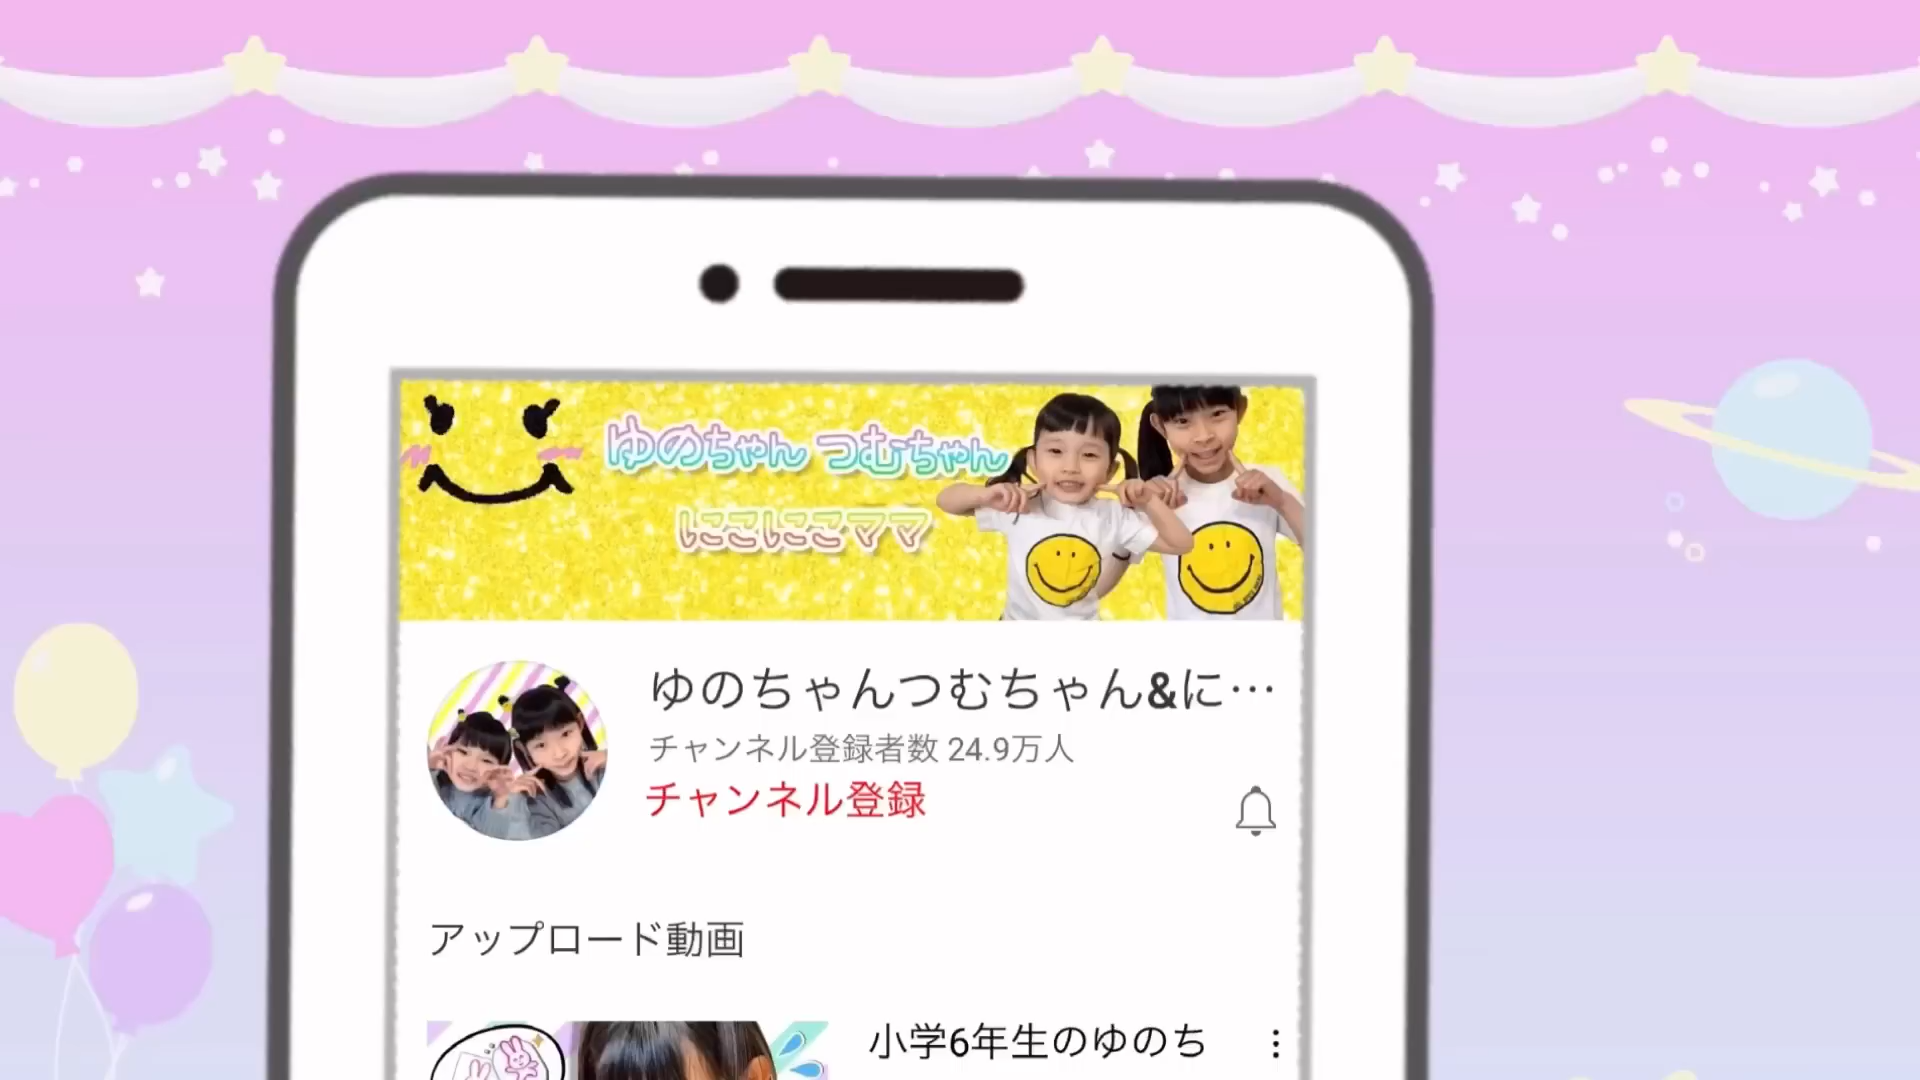 ゆのちゃん つむちゃん
にこにこママ
ゆのちゃんつむちゃん&に…
チャンネル登録者数 24.9万人
チャンネル登録
アップロード動画
小学6年生のゆのち